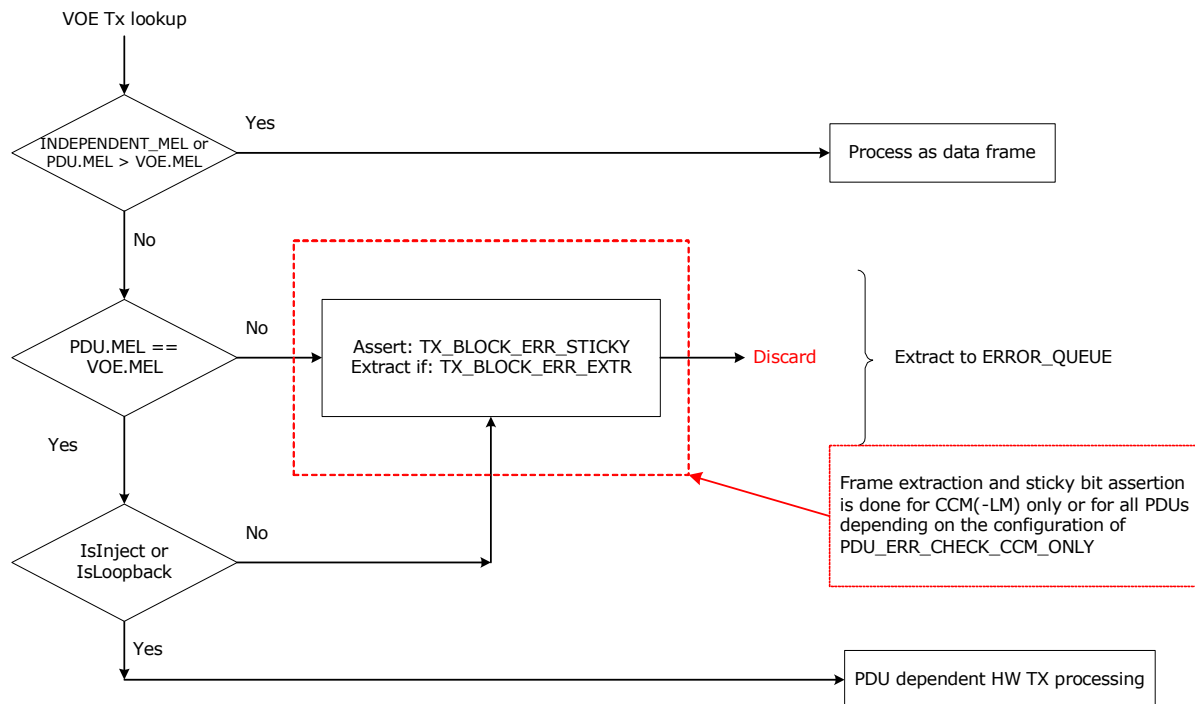 VOE Tx lookup
INDEPENDENT_MEL or
PDU.MEL > VOE.MEL
Yes
Process as data frame
No
PDU.MEL ==
VOE.MEL
No
Assert: TX_BLOCK_ERR_STICKY
Extract if: TX_BLOCK_ERR_EXTR
Discard
Extract to ERROR_QUEUE
Yes
Frame extraction and sticky bit assertion
is done for CCM(-LM) only or for all PDUs
depending on the configuration of
PDU_ERR_CHECK_CCM_ONLY
IsInject or
IsLoopback
No
Yes
PDU dependent HW TX processing